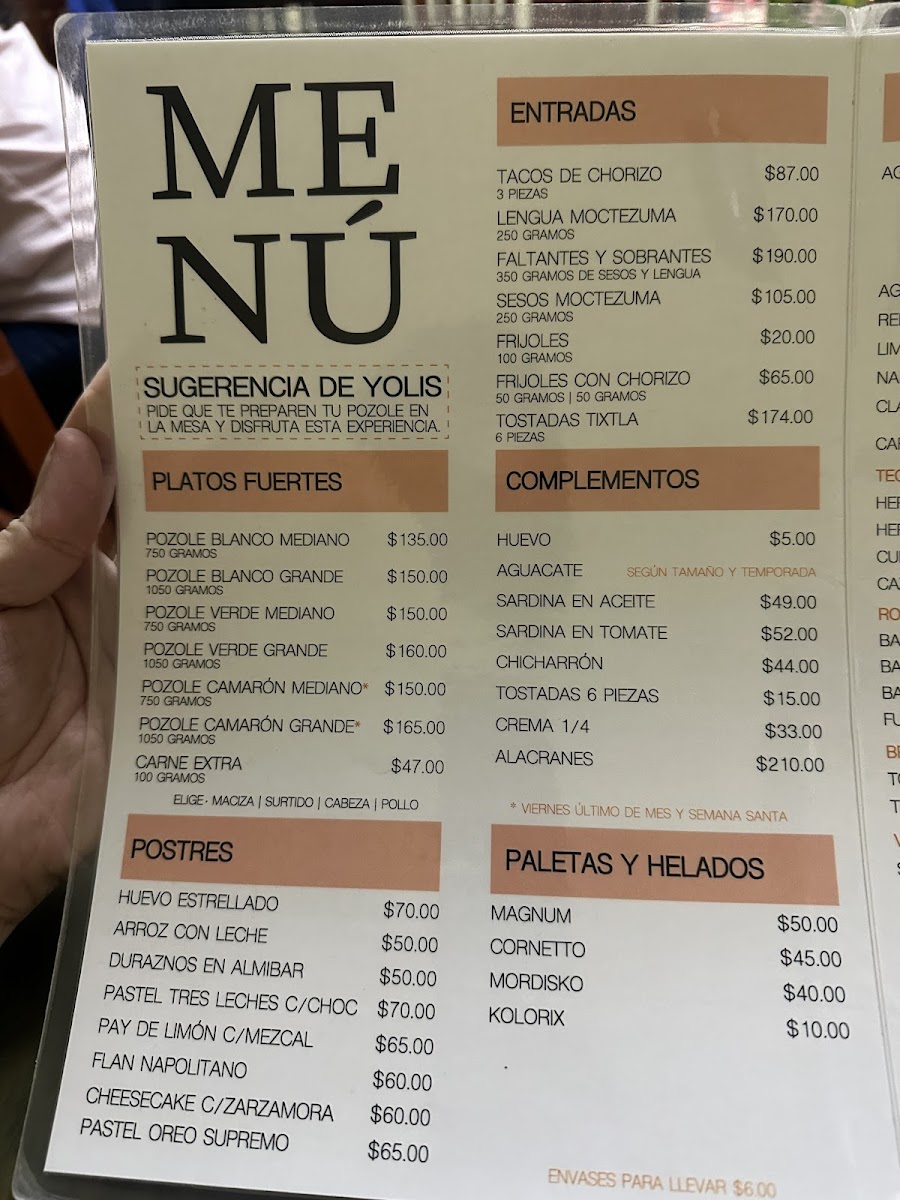 MENÚ
SUGERENCIA DE YOLIS
PIDE QUE TE PREPAREN TU POZOLE EN
LA MESA Y DISFRUTA ESTA EXPERIENCIA.
PLATOS FUERTES
POZOLE BLANCO MEDIANO $135.00
750 GRAMOS
POZOLE BLANCO GRANDE $150.00
1050 GRAMOS
POZOLE VERDE MEDIANO $150.00
750 GRAMOS
POZOLE VERDE GRANDE $160.00
1050 GRAMOS
POZOLE CAMARÓN MEDIANO* $150.00
750 GRAMOS
POZOLE CAMARÓN GRANDE* $165.00
1050 GRAMOS
CARNE EXTRA $47.00
100 GRAMOS
ELIGE: MACIZA | SURTIDO | CABEZA | POLLO
POSTRES
HUEVO ESTRELLADO $70.00
ARROZ CON LECHE $50.00
DURAZNOS EN ALMIBAR $50.00
PASTEL TRES LECHES C/CHOC $70.00
PAY DE LIMÓN C/MEZCAL $65.00
FLAN NAPOLITANO $60.00
CHEESECAKE C/ZARZAMORA $60.00
PASTEL OREO SUPREMO $65.00
ENTRADAS
TACOS DE CHORIZO $87.00
3 PIEZAS
LENGUA MOCTEZUMA $170.00
250 GRAMOS
FALTANTES Y SOBRANTES $190.00
350 GRAMOS DE SESOS Y LENGUA
SESOS MOCTEZUMA $105.00
250 GRAMOS
FRIJOLES $20.00
100 GRAMOS
FRIJOLES CON CHORIZO $65.00
50 GRAMOS | 50 GRAMOS
TOSTADAS TIXTLA $174.00
6 PIEZAS
COMPLEMENTOS
HUEVO $5.00
AGUACATE SEGÚN TAMAÑO Y TEMPORADA
SARDINA EN ACEITE $49.00
SARDINA EN TOMATE $52.00
CHICHARRÓN $44.00
TOSTADAS 6 PIEZAS $15.00
CREMA 1/4 $33.00
ALACRANES $210.00
* VIERNES ÚLTIMO DE MES Y SEMANA SANTA
PALETAS Y HELADOS
MAGNUM $50.00
CORNETTO $45.00
MORDISKO $40.00
KOLORIX $10.00
ENVASES PARA LLEVAR $6.00